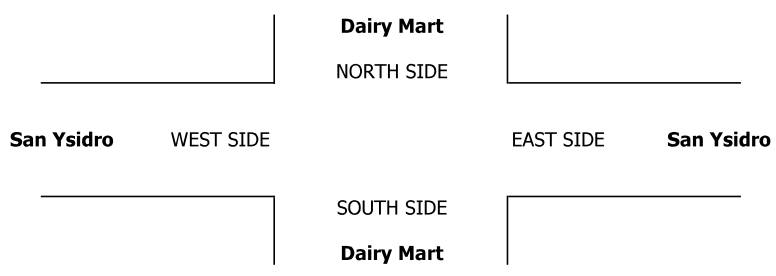 Dairy Mart
NORTH SIDE
San Ysidro WEST SIDE EAST SIDE San Ysidro
SOUTH SIDE
Dairy Mart